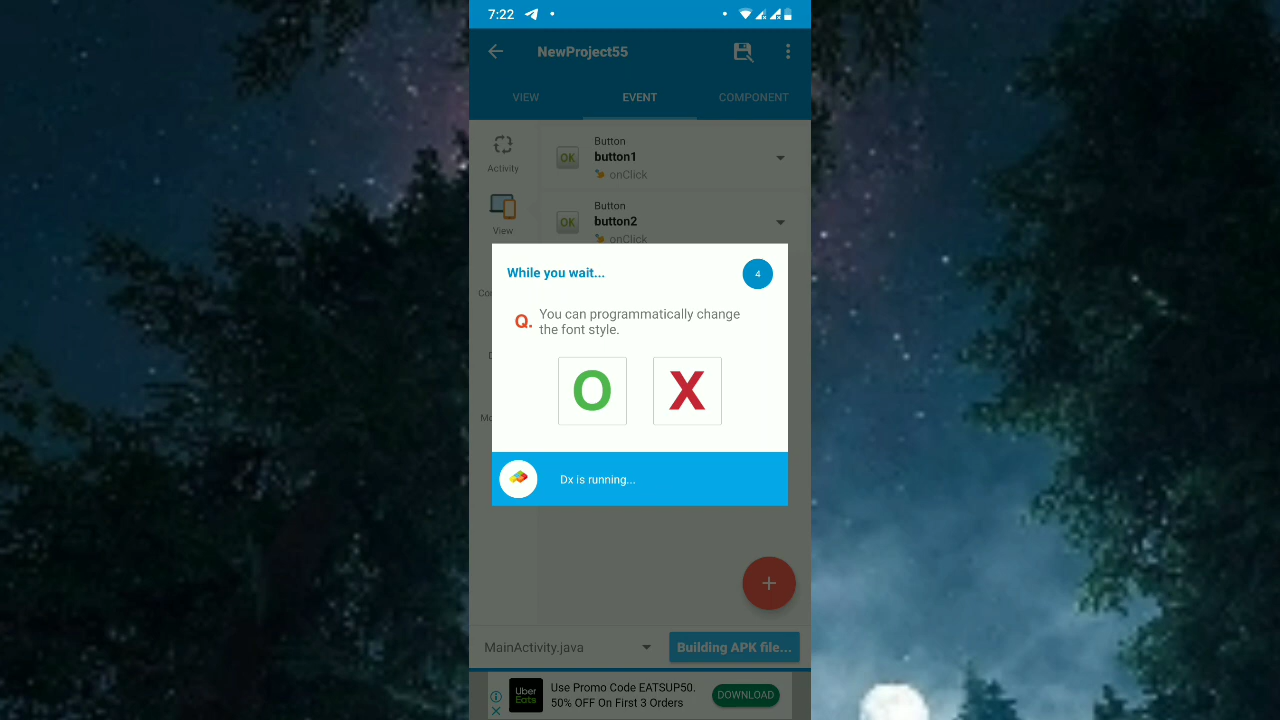 7:22
NewProject55
VIEW EVENT COMPONENT
Activity
Button
button1
onClick
View
Button
button2
onClick
While you wait...
4
Q. You can programmatically change
the font style.
O X
Dx is running...
MainActivity.java
Building APK file...
Uber
Eats
Use Promo Code EATSUP50.
50% OFF On First 3 Orders
DOWNLOAD